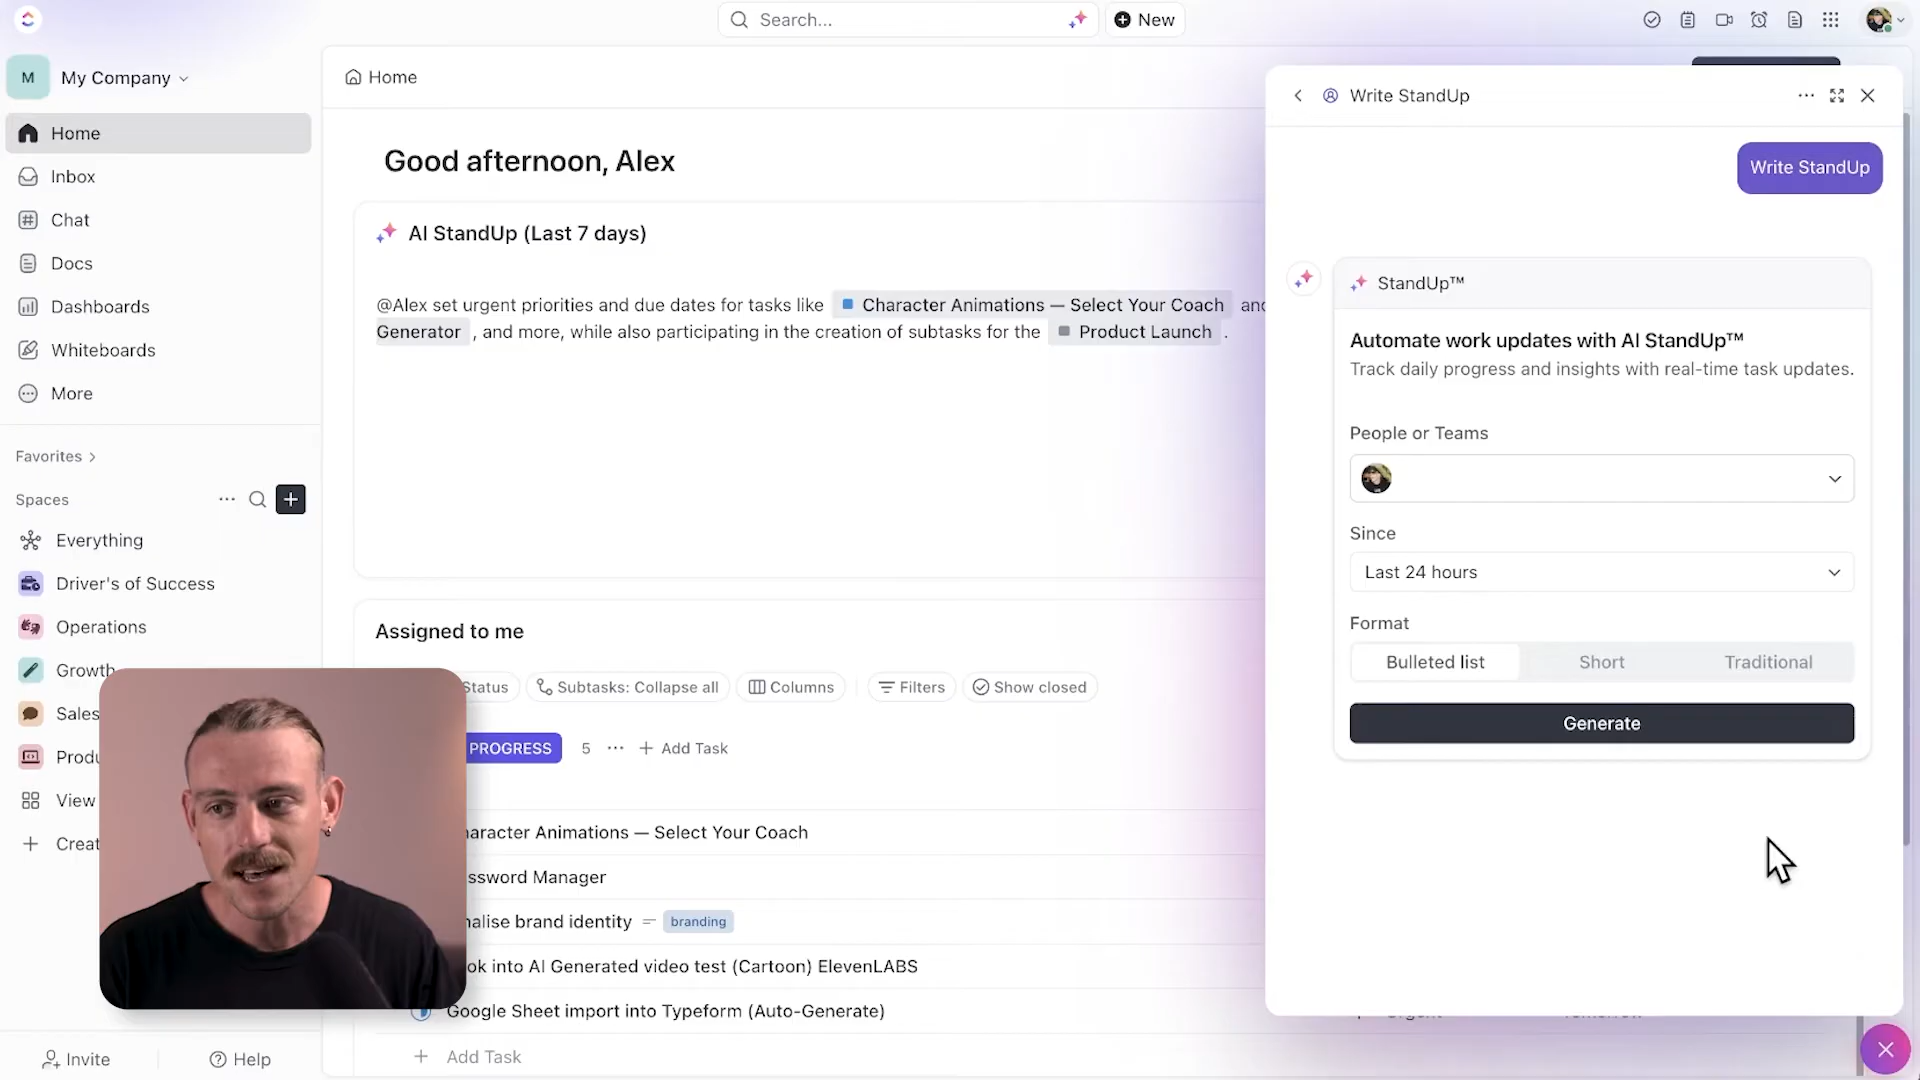 Search...
New
M
My Company
Home
Inbox
Chat
Docs
Dashboards
Whiteboards
More
Favorites
Spaces
Everything
Driver's of Success
Operations
Growth
Sales
Produ
View
Creat
Invite
Help
Home
Good afternoon, Alex
AI StandUp (Last 7 days)
@Alex set urgent priorities and due dates for tasks like Character Animations — Select Your Coach and
Generator , and more, while also participating in the creation of subtasks for the Product Launch .
Assigned to me
Status
Subtasks: Collapse all
Columns
Filters
Show closed
PROGRESS
5
Add Task
haracter Animations — Select Your Coach
ssword Manager
nalise brand identity
branding
ok into AI Generated video test (Cartoon) ElevenLABS
Google Sheet import into Typeform (Auto-Generate)
Add Task
Write StandUp
Write StandUp
StandUp™
Automate work updates with AI StandUp™
Track daily progress and insights with real-time task updates.
People or Teams
Since
Last 24 hours
Format
Bulleted list
Short
Traditional
Generate